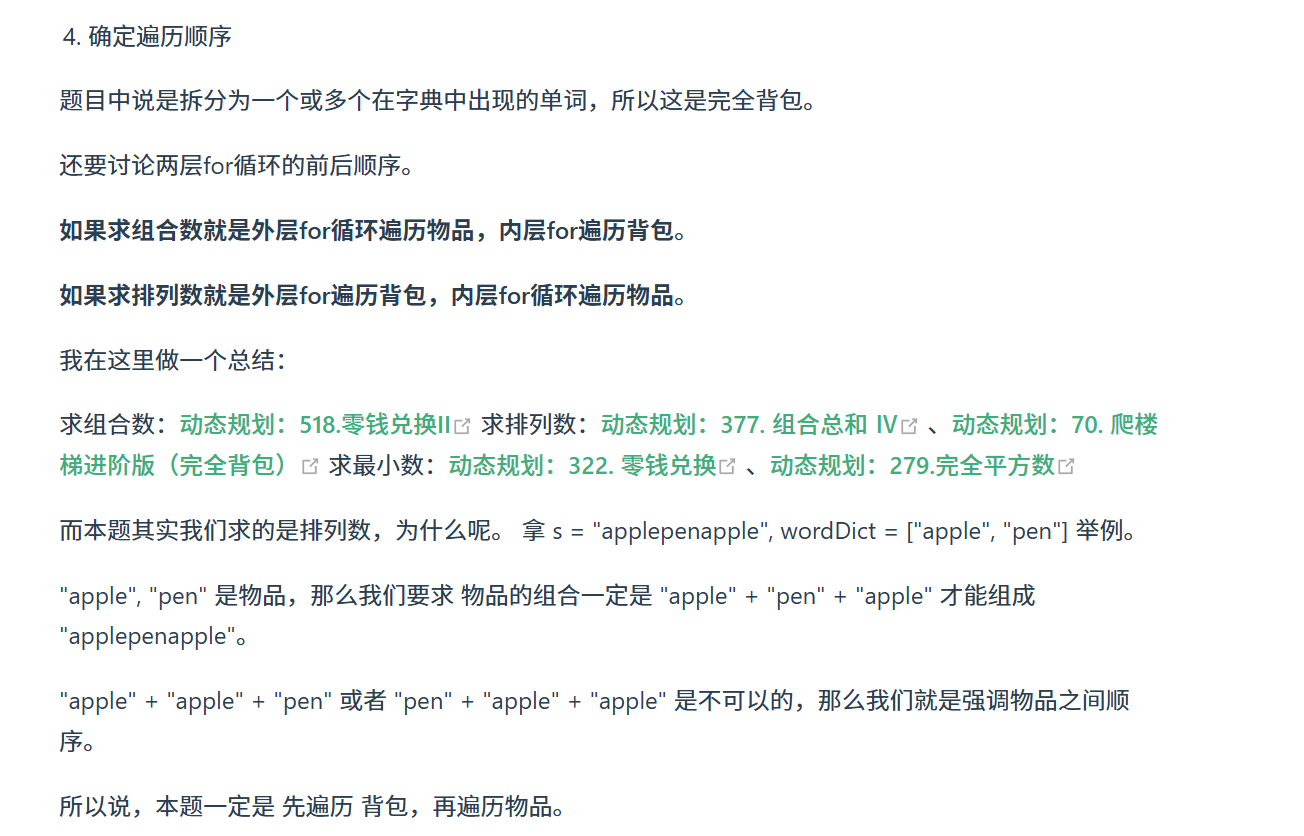 4. 确定遍历顺序
题目中说是拆分为一个或多个在字典中出现的单词，所以这是完全背包。
还要讨论两层for循环的前后顺序。
如果求组合数就是外层for循环遍历物品，内层for遍历背包。
如果求排列数就是外层for遍历背包，内层for循环遍历物品。
我在这里做一个总结：
求组合数：动态规划：518.零钱兑换II 求排列数：动态规划：377. 组合总和 IV 、动态规划：70. 爬楼
梯进阶版（完全背包） 求最小数：动态规划：322. 零钱兑换 、动态规划：279.完全平方数
而本题其实我们求的是排列数，为什么呢。 拿 s = "applepenapple", wordDict = ["apple", "pen"] 举例。
"apple", "pen" 是物品，那么我们要求 物品的组合一定是 "apple" + "pen" + "apple" 才能组成
"applepenapple"。
"apple" + "apple" + "pen" 或者 "pen" + "apple" + "apple" 是不可以的，那么我们就是强调物品之间顺
序。
所以说，本题一定是 先遍历 背包，再遍历物品。